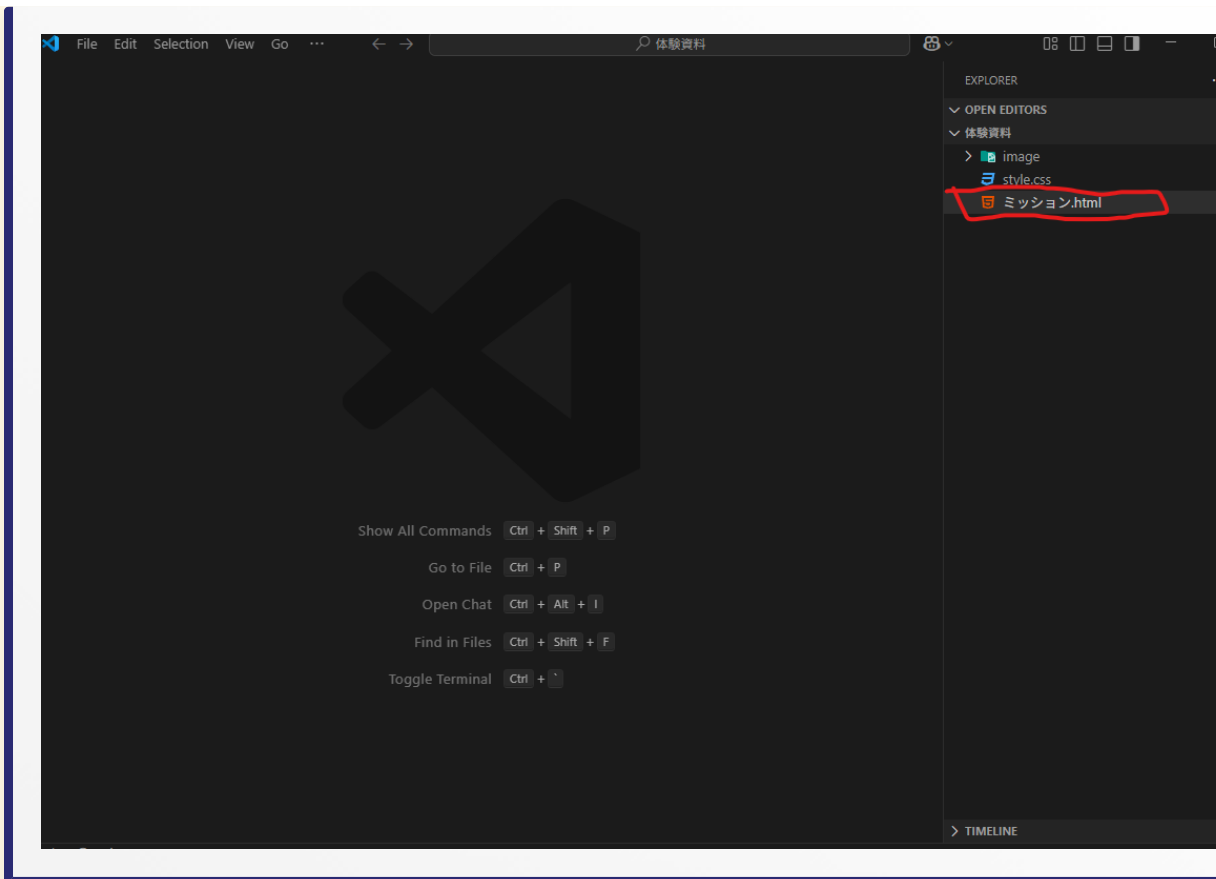 File Edit Selection View Go … 体験資料
EXPLORER
OPEN EDITORS
体験資料
image
style.css
ミッション.html
Show All Commands Ctrl + Shift + P
Go to File Ctrl + P
Open Chat Ctrl + Alt + I
Find in Files Ctrl + Shift + F
Toggle Terminal Ctrl + `
TIMELINE